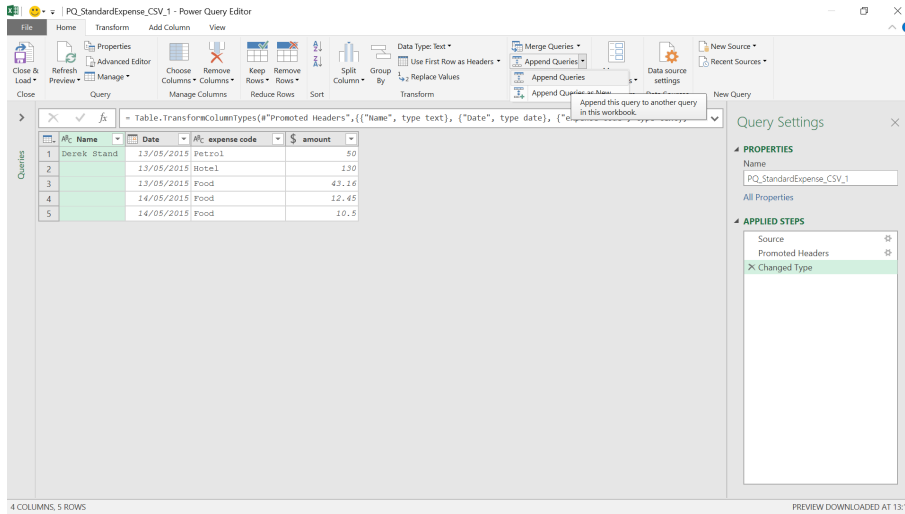 PQ_StandardExpense_CSV_1 - Power Query Editor
File Home Transform Add Column View
Close & Load
Close
Refresh Preview
Properties
Advanced Editor
Manage
Query
Choose Columns
Remove Columns
Manage Columns
Keep Rows
Remove Rows
Reduce Rows
Sort
Split Column
Group By
Data Type: Text
Use First Row as Headers
Replace Values
Transform
Merge Queries
Append Queries
Append Queries
Append Queries as New
Append this query to another query
in this workbook.
Data source settings
New Source
Recent Sources
New Query
fx = Table.TransformColumnTypes(#"Promoted Headers",{{"Name", type text}, {"Date", type date},
Queries
Name Date expense code $ amount
1 Derek Stand 13/05/2015 Petrol 50
2 13/05/2015 Hotel 130
3 13/05/2015 Food 43.16
4 14/05/2015 Food 12.45
5 14/05/2015 Food 10.5
Query Settings
PROPERTIES
Name
PQ_StandardExpense_CSV_1
All Properties
APPLIED STEPS
Source
Promoted Headers
Changed Type
4 COLUMNS, 5 ROWS
PREVIEW DOWNLOADED AT 13: